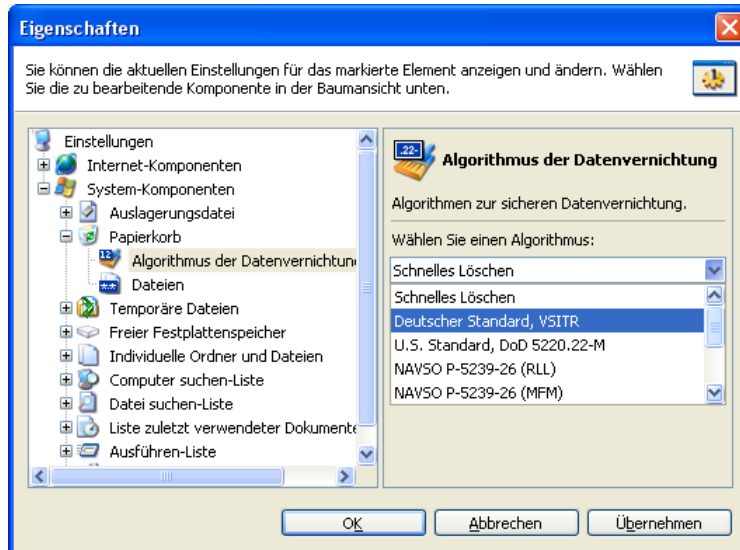 Eigenschaften
Sie können die aktuellen Einstellungen für das markierte Element anzeigen und ändern. Wählen
Sie die zu bearbeitende Komponente in der Baumansicht unten.
Einstellungen
Internet-Komponenten
System-Komponenten
Auslagerungsdatei
Papierkorb
Algorithmus der Datenvernichtun
Dateien
Temporäre Dateien
Freier Festplattenspeicher
Individuelle Ordner und Dateien
Computer suchen-Liste
Datei suchen-Liste
Liste zuletzt verwendeter Dokumente
Ausführen-Liste
.22-
Algorithmus der Datenvernichtung
Algorithmen zur sicheren Datenvernichtung.
Wählen Sie einen Algorithmus:
Schnelles Löschen
Schnelles Löschen
Deutscher Standard, VSITR
U.S. Standard, DoD 5220.22-M
NAVSO P-5239-26 (RLL)
NAVSO P-5239-26 (MFM)
OK
Abbrechen
Übernehmen